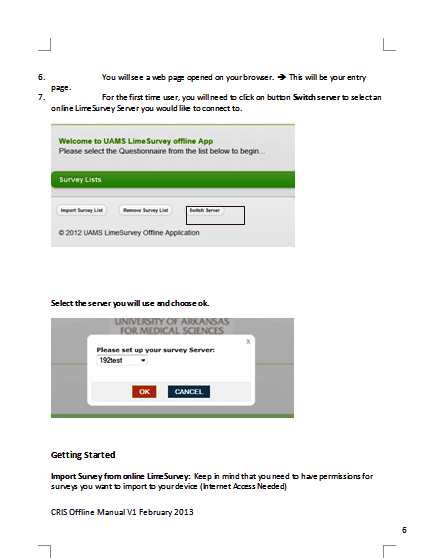 6. You will see a web page opened on your browser. ➔ This will be your entry
page.
7. For the first time user, you will need to click on button Switch server to select an
online LimeSurvey Server you would like to connect to.
Welcome to UAMS LimeSurvey offline App
Please select the Questionnaire from the list below to begin...
Survey Lists
Import Survey List Remove Survey List Switch Server
© 2012 UAMS LimeSurvey Offline Application
Select the server you will use and choose ok.
UNIVERSITY OF ARKANSAS
FOR MEDICAL SCIENCES
x
Please set up your survey Server:
192test
OK CANCEL
Getting Started
Import Survey from online LimeSurvey: Keep in mind that you need to have permissions for
surveys you want to import to your device (Internet Access Needed)
CRIS Offline Manual V1 February 2013
6